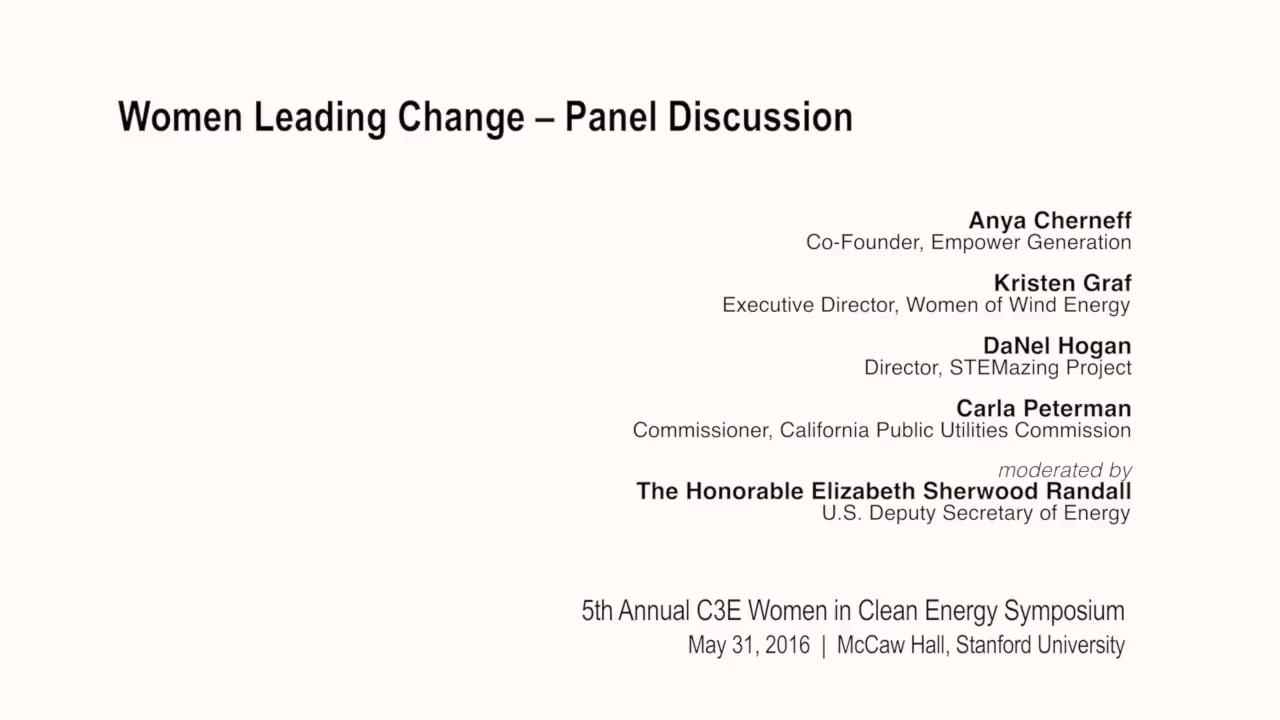 Women Leading Change – Panel Discussion
Anya Cherneff
Co-Founder, Empower Generation
Kristen Graf
Executive Director, Women of Wind Energy
DaNel Hogan
Director, STEMazing Project
Carla Peterman
Commissioner, California Public Utilities Commission
moderated by
The Honorable Elizabeth Sherwood Randall
U.S. Deputy Secretary of Energy
5th Annual C3E Women in Clean Energy Symposium
May 31, 2016 | McCaw Hall, Stanford University